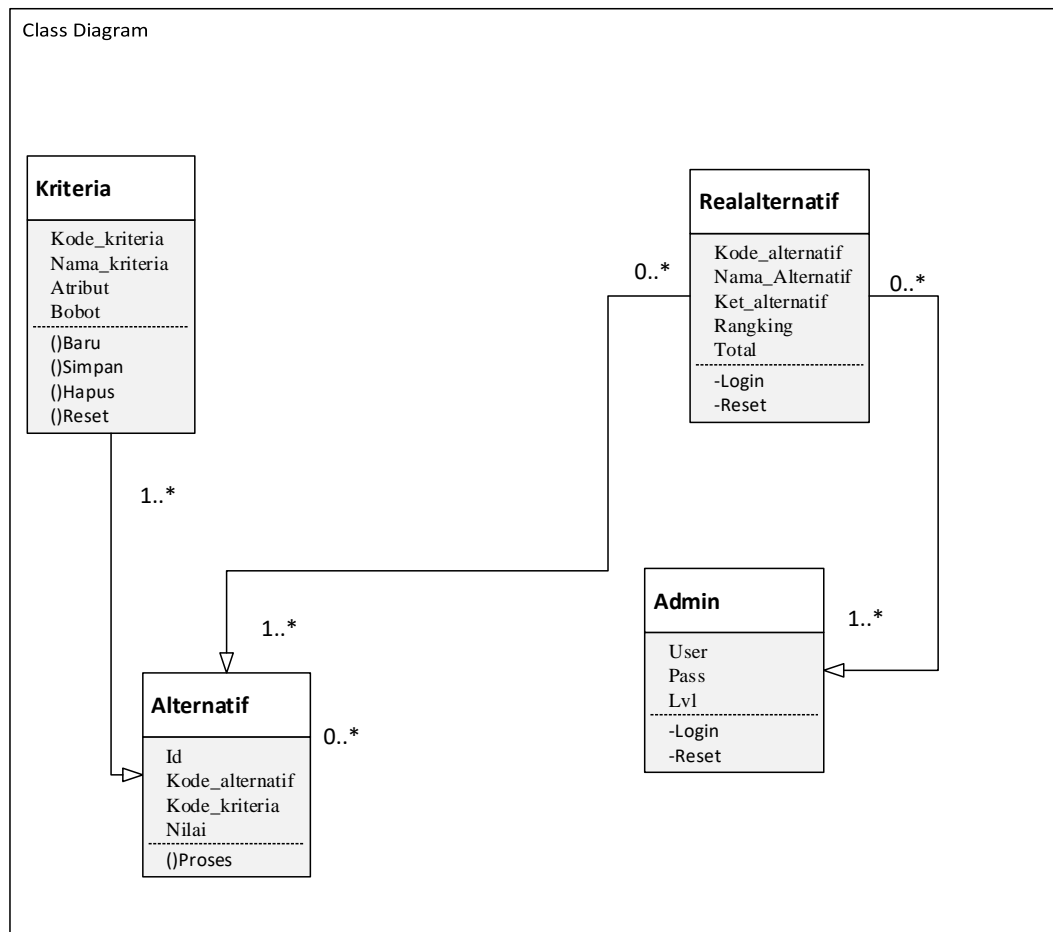 Class Diagram
Kriteria
Kode_kriteria
Nama_kriteria
Atribut
Bobot
()Baru
()Simpan
()Hapus
()Reset
1..*
Realalternatif
Kode_alternatif
Nama_Alternatif
Ket_alternatif
Rangking
Total
-Login
-Reset
0..*
0..*
1..*
Alternatif
Id
Kode_alternatif
Kode_kriteria
Nilai
()Proses
0..*
Admin
User
Pass
Lvl
-Login
-Reset
1..*